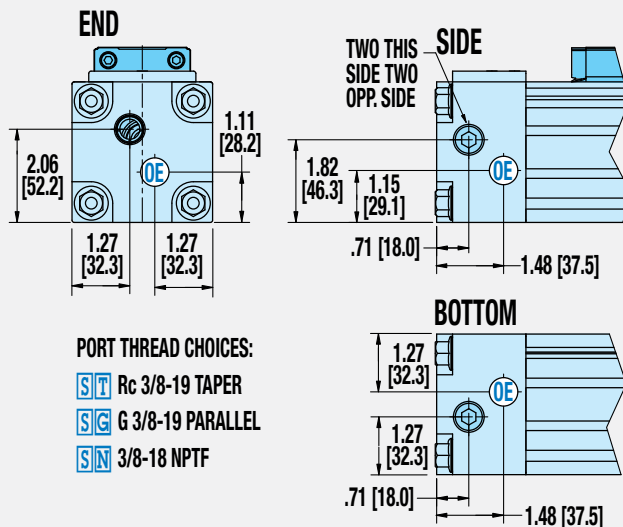 END
OE
2.06
[52.2]
1.11
[28.2]
1.27
[32.3]
1.27
[32.3]
SIDE
TWO THIS
SIDE TWO
OPP. SIDE
OE
1.82
[46.3]
1.15
[29.1]
.71 [18.0]
1.48 [37.5]
PORT THREAD CHOICES:
ST Rc 3/8-19 TAPER
SG G 3/8-19 PARALLEL
SN 3/8-18 NPTF
BOTTOM
OE
1.27
[32.3]
1.27
[32.3]
.71 [18.0]
1.48 [37.5]